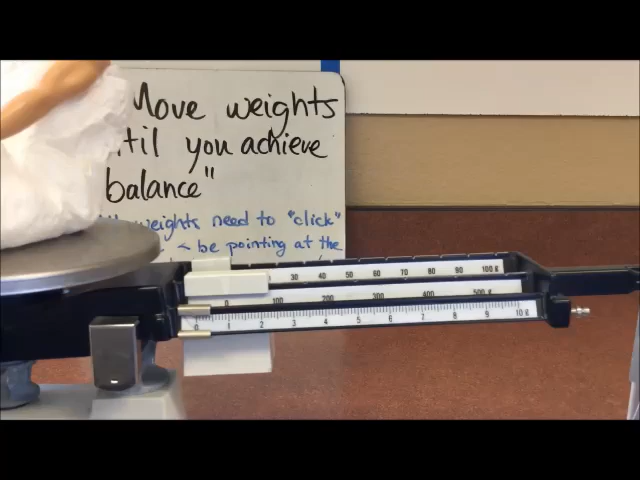 Move weights
til you achieve
balance"
weights need to "click"
be pointing at the
30 40 50 60 70 80 90 100
0 100 200 300 400 500
0 1 2 3 4 5 6 7 8 9 10